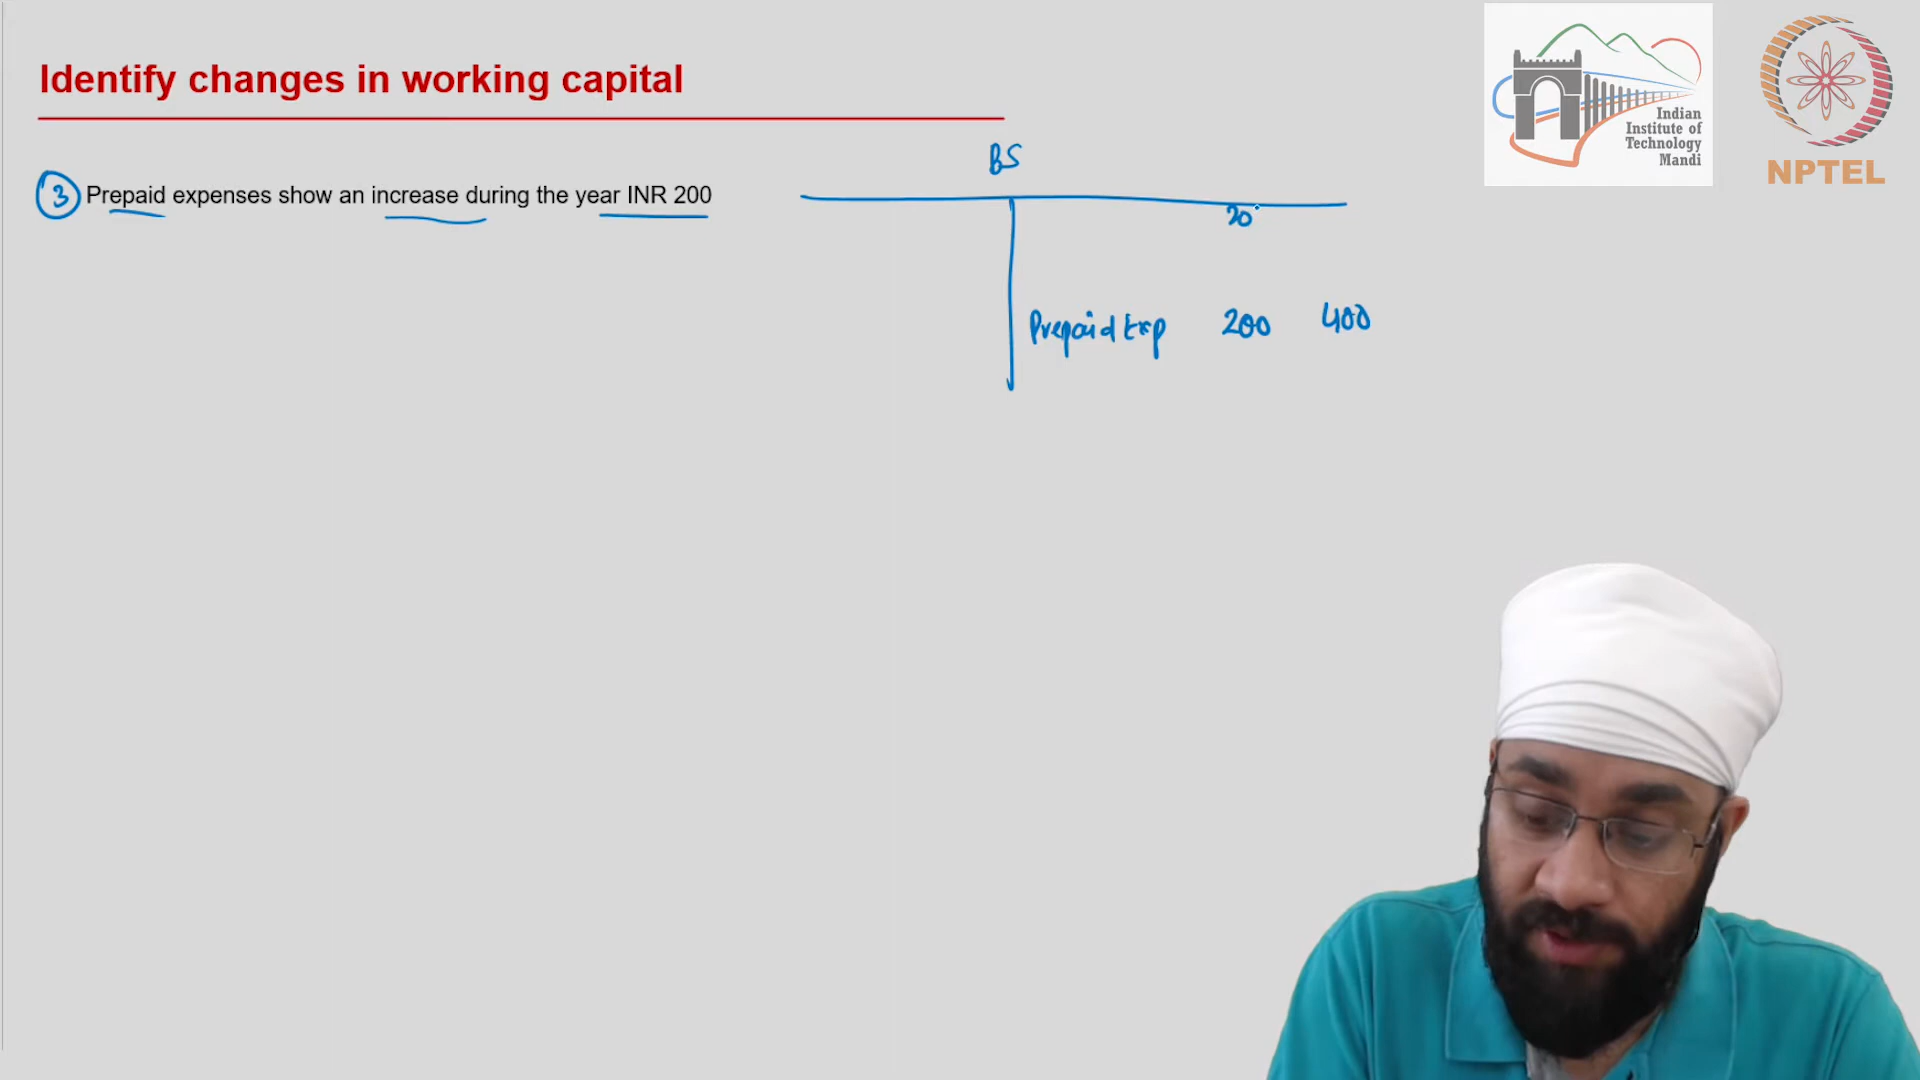 Identify changes in working capital
Indian
Institute of
Technology
Mandi
NPTEL
BS
3 Prepaid expenses show an increase during the year INR 200
20
Prepaid Exp 200 400